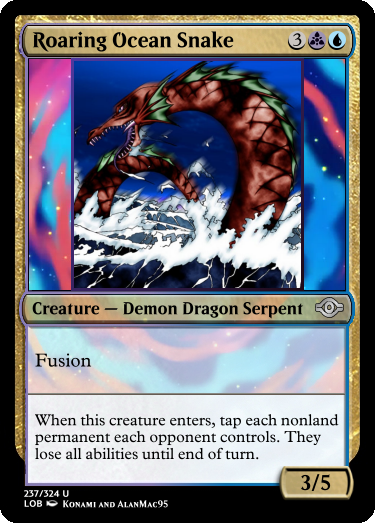 Roaring Ocean Snake 3
Creature — Demon Dragon Serpent
Fusion
When this creature enters, tap each nonland
permanent each opponent controls. They
lose all abilities until end of turn.
3/5
237/324 U
LOB Konami and AlanMac95